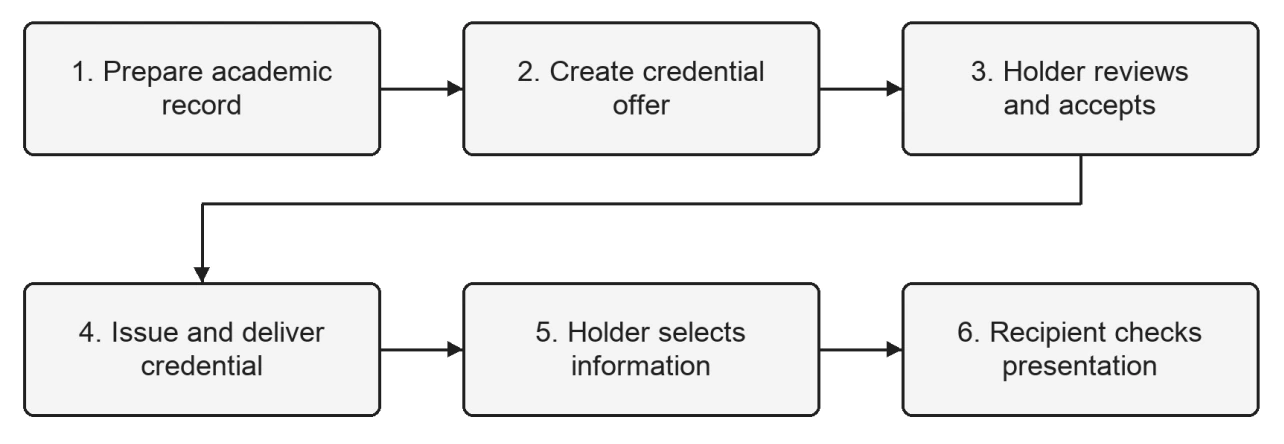 1. Prepare academic
record
2. Create credential
offer
3. Holder reviews
and accepts
4. Issue and deliver
credential
5. Holder selects
information
6. Recipient checks
presentation